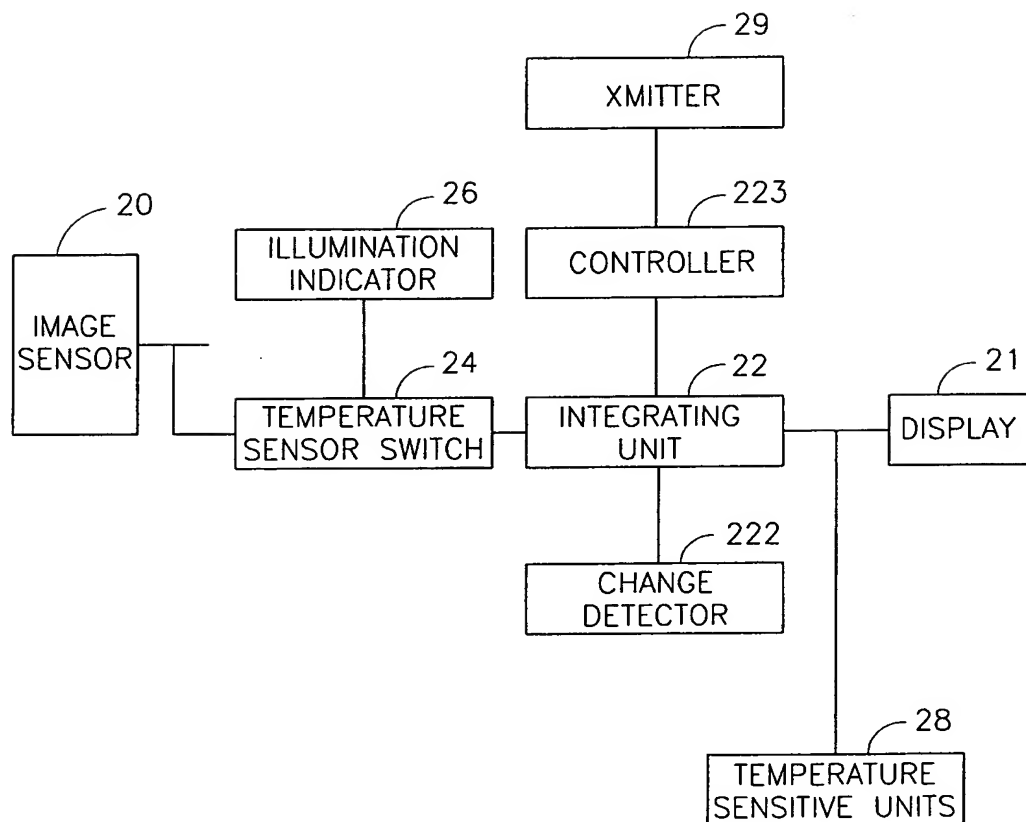 29
XMITTER
20
26
223
ILLUMINATION
INDICATOR
CONTROLLER
IMAGE
SENSOR
24
22
21
TEMPERATURE
SENSOR SWITCH
INTEGRATING
UNIT
DISPLAY
222
CHANGE
DETECTOR
28
TEMPERATURE
SENSITIVE UNITS